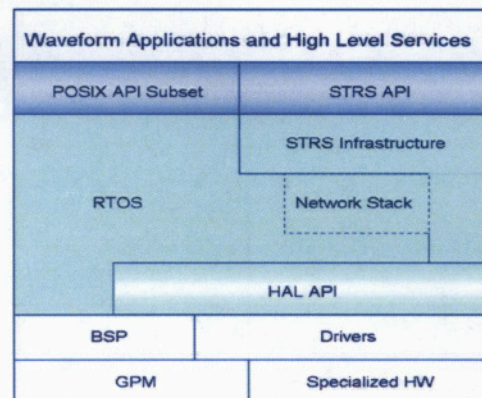 Waveform Applications and High Level Services
POSIX API Subset
STRS API
STRS Infrastructure
RTOS
Network Stack
HAL API
BSP
Drivers
GPM
Specialized HW